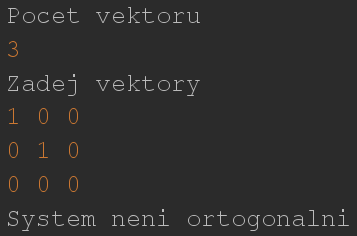 Pocet vektoru
3
Zadej vektory
1 0 0
0 1 0
0 0 0
System neni ortogonalni